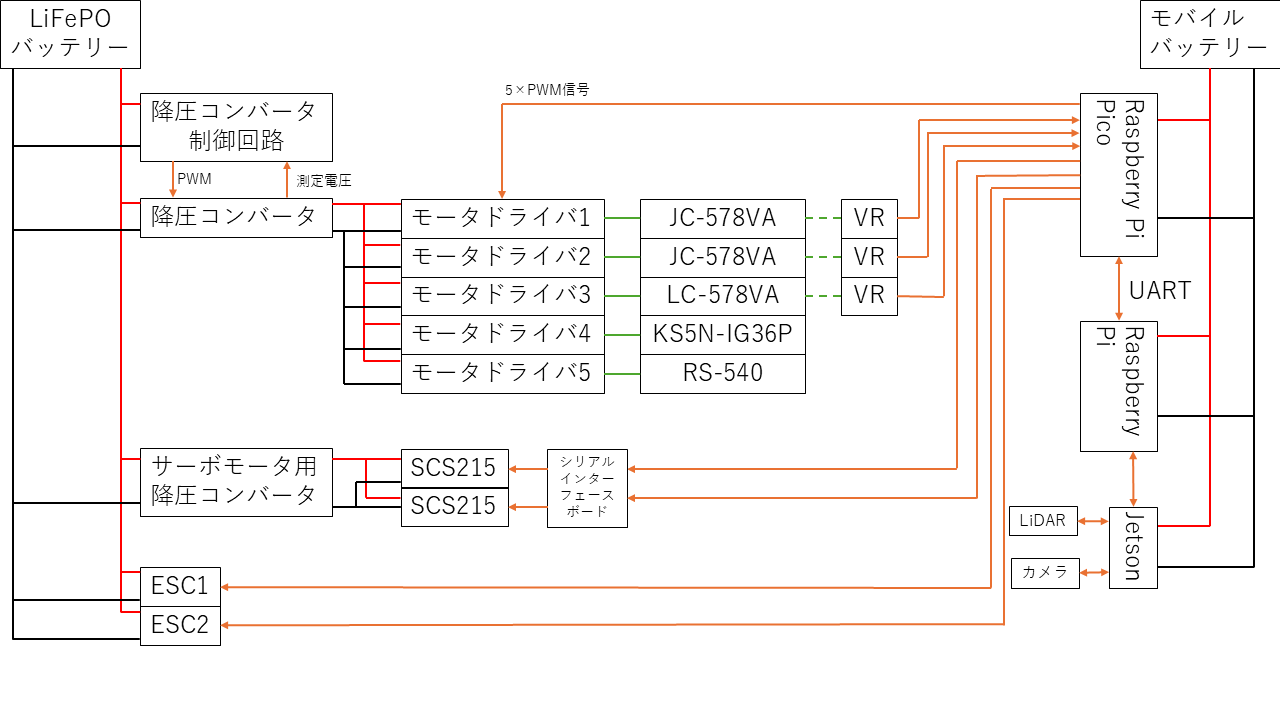 LiFePO
バッテリー
モバイル
バッテリー
5×PWM信号
降圧コンバータ
制御回路
PWM
測定電圧
降圧コンバータ
モータドライバ1
JC-578VA
VR
モータドライバ2
JC-578VA
VR
モータドライバ3
LC-578VA
VR
モータドライバ4
KS5N-IG36P
モータドライバ5
RS-540
Raspberry Pi
Pico
UART
Raspberry
Pi
サーボモータ用
降圧コンバータ
SCS215
SCS215
シリアル
インター
フェース
ボード
LiDAR
カメラ
Jetson
ESC1
ESC2